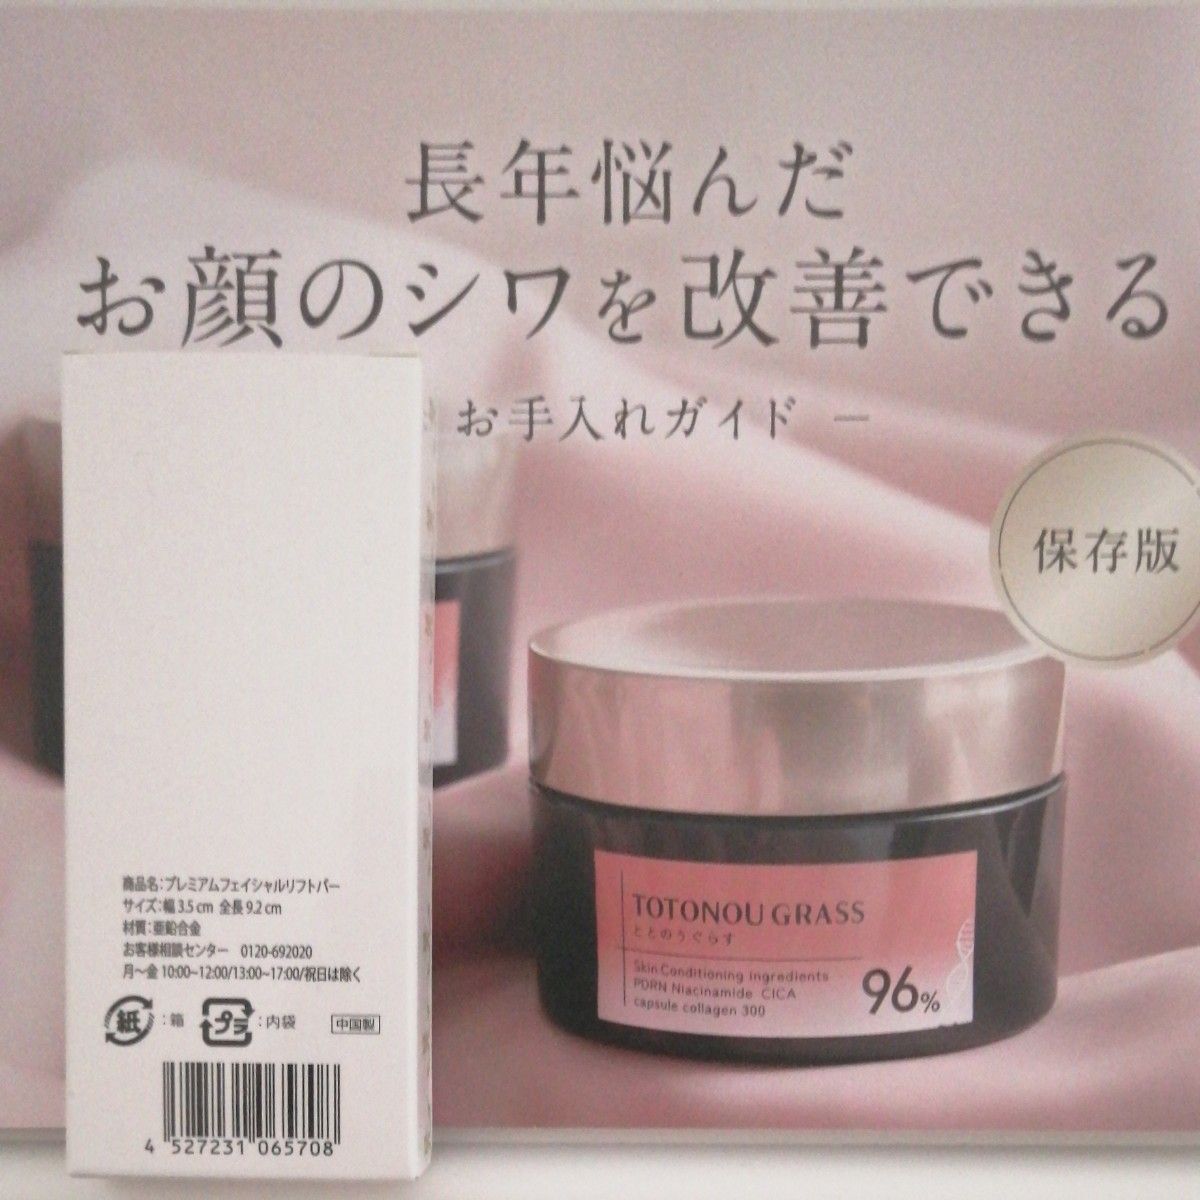 長年悩んだ
お顔のシワを改善できる
お手入れガイド —
保存版
TOTONOU GRASS
ととのうぐらす
Skin Conditioning ingredients
PDRN Niacinamide CICA
capsule collagen 300
96%
商品名:プレミアムフェイシャルリフトバー
サイズ:幅 3.5 cm 全長 9.2 cm
材質:亜鉛合金
お客様相談センター 0120-692020
月~金 10:00~12:00/13:00~17:00/祝日は除く
紙 :箱 プラ :内袋 中国製
4 527231 065708